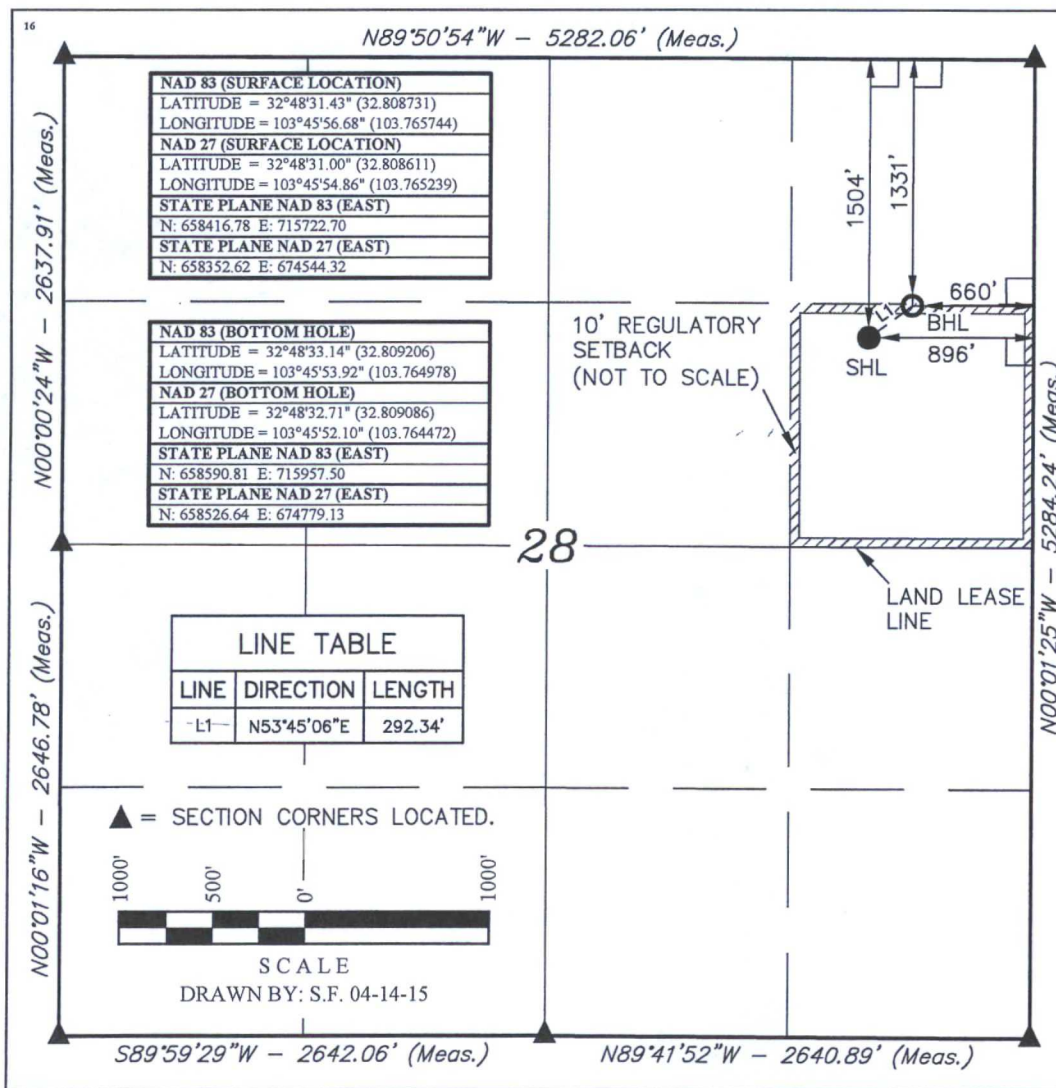 16
N89°50'54"W - 5282.06' (Meas.)
N00°00'24"W - 2637.91' (Meas.)
NAD 83 (SURFACE LOCATION)
LATITUDE = 32°48'31.43" (32.808731)
LONGITUDE = 103°45'56.68" (103.765744)
NAD 27 (SURFACE LOCATION)
LATITUDE = 32°48'31.00" (32.808611)
LONGITUDE = 103°45'54.86" (103.765239)
STATE PLANE NAD 83 (EAST)
N: 658416.78 E: 715722.70
STATE PLANE NAD 27 (EAST)
N: 658352.62 E: 674544.32
1504'
1331'
660'
L1
BHL
896'
SHL
10' REGULATORY
SETBACK
(NOT TO SCALE)
NAD 83 (BOTTOM HOLE)
LATITUDE = 32°48'33.14" (32.809206)
LONGITUDE = 103°45'53.92" (103.764978)
NAD 27 (BOTTOM HOLE)
LATITUDE = 32°48'32.71" (32.809086)
LONGITUDE = 103°45'52.10" (103.764472)
STATE PLANE NAD 83 (EAST)
N: 658590.81 E: 715957.50
STATE PLANE NAD 27 (EAST)
N: 658526.64 E: 674779.13
28
LAND LEASE
LINE
N00°01'25"W - 5284.24' (Meas.)
N00°01'16"W - 2646.78' (Meas.)
LINE TABLE
LINE DIRECTION LENGTH
L1 N53°45'06"E 292.34'
▲ = SECTION CORNERS LOCATED.
1000' 500' 0' 1000'
SCALE
DRAWN BY: S.F. 04-14-15
S89°59'29"W - 2642.06' (Meas.)
N89°41'52"W - 2640.89' (Meas.)